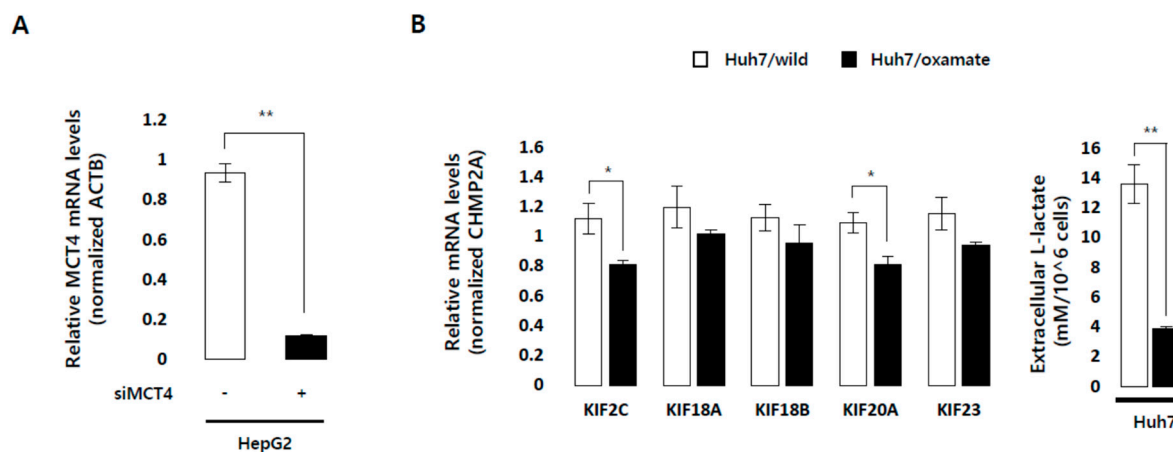 A
B
Huh7/wild
Huh7/oxamate
Relative MCT4 mRNA levels
(normalized ACTB)
1.2
1
0.8
0.6
0.4
0.2
0
**
siMCT4
-
+
HepG2
Relative mRNA levels
(normalized CHMP2A)
1.6
1.4
1.2
1
0.8
0.6
0.4
0.2
0
*
*
KIF2C
KIF18A
KIF18B
KIF20A
KIF23
Extracellular L-lactate
(mM/10^6 cells)
16
14
12
10
8
6
4
2
0
**
Huh7